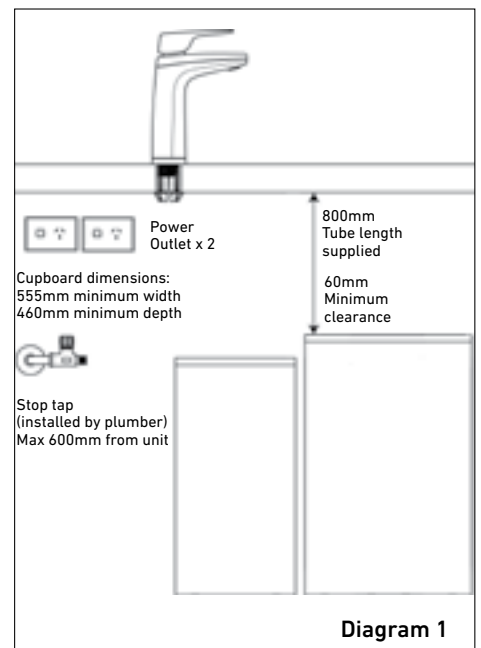 Power
Outlet x 2
800mm
Tube length
supplied
60mm
Minimum
clearance
Cupboard dimensions:
555mm minimum width
460mm minimum depth
Stop tap
(installed by plumber)
Max 600mm from unit
Diagram 1